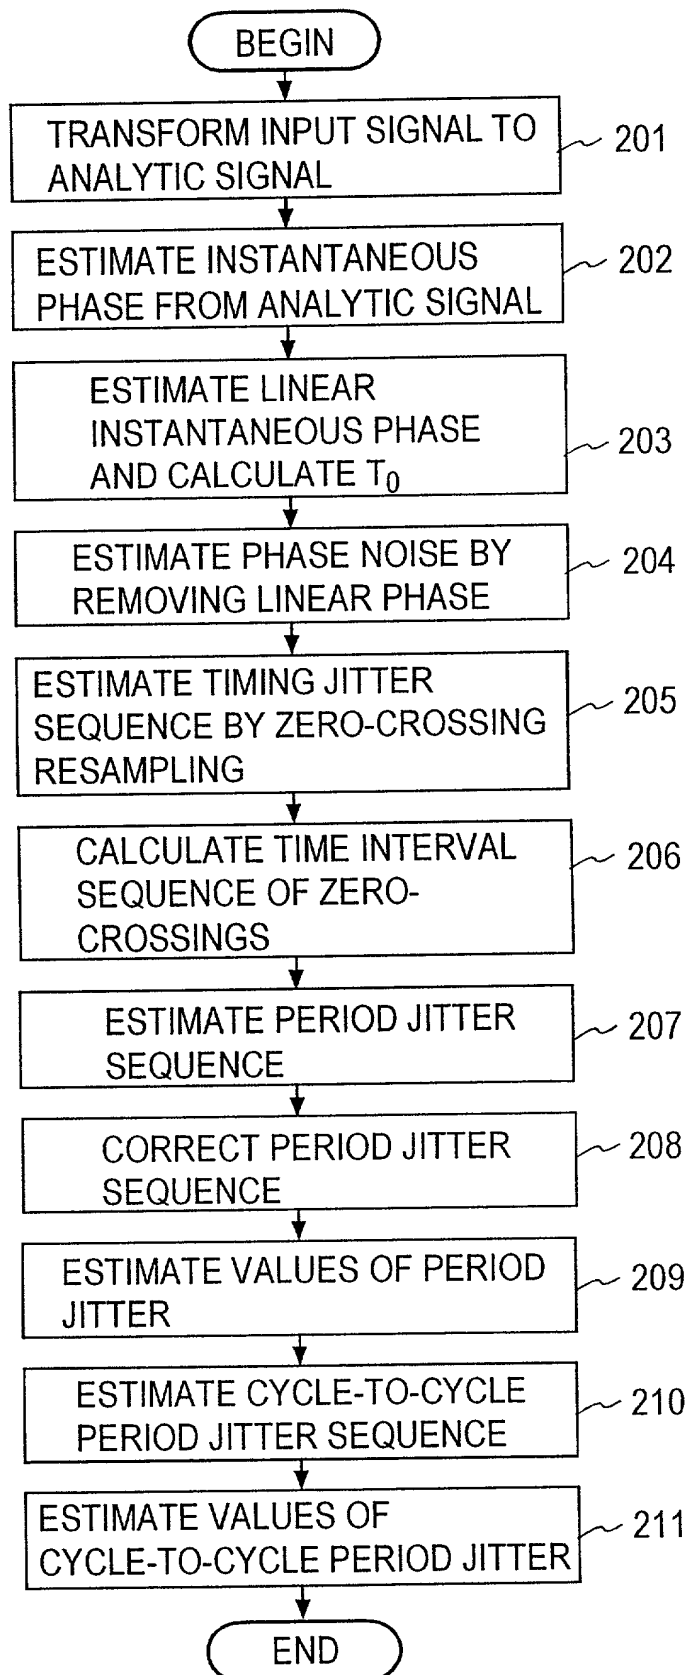 BEGIN
TRANSFORM INPUT SIGNAL TO
ANALYTIC SIGNAL
201
ESTIMATE INSTANTANEOUS
PHASE FROM ANALYTIC SIGNAL
202
ESTIMATE LINEAR
INSTANTANEOUS PHASE
AND CALCULATE T₀
203
ESTIMATE PHASE NOISE BY
REMOVING LINEAR PHASE
204
ESTIMATE TIMING JITTER
SEQUENCE BY ZERO-CROSSING
RESAMPLING
205
CALCULATE TIME INTERVAL
SEQUENCE OF ZERO-
CROSSINGS
206
ESTIMATE PERIOD JITTER
SEQUENCE
207
CORRECT PERIOD JITTER
SEQUENCE
208
ESTIMATE VALUES OF PERIOD
JITTER
209
ESTIMATE CYCLE-TO-CYCLE
PERIOD JITTER SEQUENCE
210
ESTIMATE VALUES OF
CYCLE-TO-CYCLE PERIOD JITTER
211
END